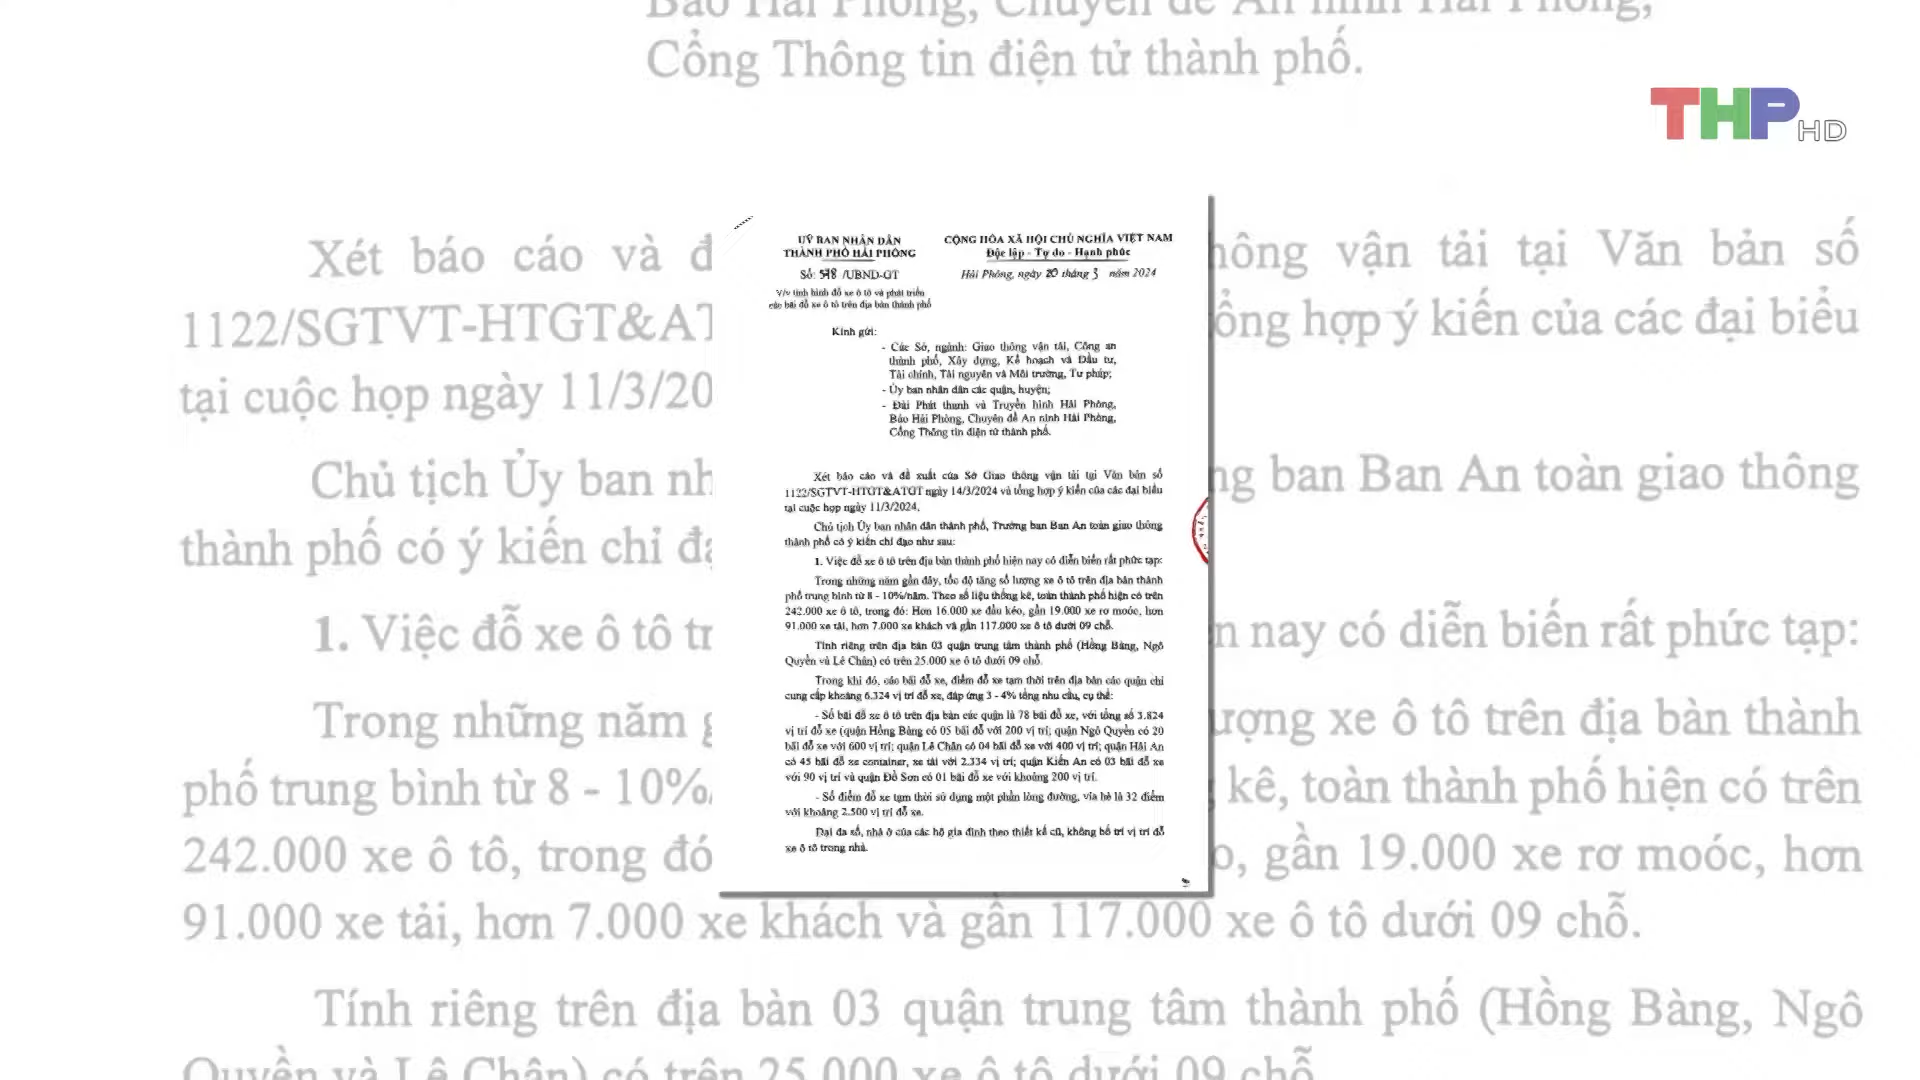 Báo Hải Phòng, Chuyên đề An ninh Hải Phòng,
Cổng Thông tin điện tử thành phố.
THP HD
Xét báo cáo và đ
hông vận tải tại Văn bản số
1122/SGTVT-HTGT&AT
ổng hợp ý kiến của các đại biểu
tại cuộc họp ngày 11/3/20
Chủ tịch Ủy ban nh
ng ban Ban An toàn giao thông
thành phố có ý kiến chỉ đạ
1. Việc đỗ xe ô tô tr
n nay có diễn biến rất phức tạp:
Trong những năm g
ượng xe ô tô trên địa bàn thành
phố trung bình từ 8 - 10%/
g kê, toàn thành phố hiện có trên
242.000 xe ô tô, trong đó
o, gần 19.000 xe rơ moóc, hơn
91.000 xe tải, hơn 7.000 xe khách và gần 117.000 xe ô tô dưới 09 chỗ.
Tính riêng trên địa bàn 03 quận trung tâm thành phố (Hồng Bàng, Ngô
Quyền và Lê Chân) có trên 25.000 xe ô tô dưới 09 chỗ
ỦY BAN NHÂN DÂN
THÀNH PHỐ HẢI PHÒNG
Số: 578 /UBND-GT
V/v tình hình đỗ xe ô tô và phát triển
các bãi đỗ xe ô tô trên địa bàn thành phố
CỘNG HÒA XÃ HỘI CHỦ NGHĨA VIỆT NAM
Độc lập - Tự do - Hạnh phúc
Hải Phòng, ngày 20 tháng 3 năm 2024
Kính gửi:
- Các Sở, ngành: Giao thông vận tải, Công an
thành phố, Xây dựng, Kế hoạch và Đầu tư,
Tài chính, Tài nguyên và Môi trường, Tư pháp;
- Ủy ban nhân dân các quận, huyện;
- Đài Phát thanh và Truyền hình Hải Phòng,
Báo Hải Phòng, Chuyên đề An ninh Hải Phòng,
Cổng Thông tin điện tử thành phố.
Xét báo cáo và đề xuất của Sở Giao thông vận tải tại Văn bản số
1122/SGTVT-HTGT&ATGT ngày 14/3/2024 và tổng hợp ý kiến của các đại biểu
tại cuộc họp ngày 11/3/2024.
Chủ tịch Ủy ban nhân dân thành phố, Trưởng ban Ban An toàn giao thông
thành phố có ý kiến chỉ đạo như sau:
1. Việc đỗ xe ô tô trên địa bàn thành phố hiện nay có diễn biến rất phức tạp:
Trong những năm gần đây, tốc độ tăng số lượng xe ô tô trên địa bàn thành
phố trung bình từ 8 - 10%/năm. Theo số liệu thống kê, toàn thành phố hiện có trên
242.000 xe ô tô, trong đó: Hơn 16.000 xe đầu kéo, gần 19.000 xe rơ moóc, hơn
91.000 xe tải, hơn 7.000 xe khách và gần 117.000 xe ô tô dưới 09 chỗ.
Tính riêng trên địa bàn 03 quận trung tâm thành phố (Hồng Bàng, Ngô
Quyền và Lê Chân) có trên 25.000 xe ô tô dưới 09 chỗ.
Trong khi đó, các bãi đỗ xe, điểm đỗ xe tạm thời trên địa bàn các quận chỉ
cung cấp khoảng 6.324 vị trí đỗ xe, đáp ứng 3 - 4% tổng nhu cầu, cụ thể:
- Số bãi đỗ xe ô tô trên địa bàn các quận là 78 bãi đỗ xe, với tổng số 3.824
vị trí đỗ xe (quận Hồng Bàng có 05 bãi đỗ với 200 vị trí; quận Ngô Quyền có 20
bãi đỗ xe với 600 vị trí; quận Lê Chân có 04 bãi đỗ xe với 400 vị trí; quận Hải An
có 45 bãi đỗ xe container, xe tải với 2.334 vị trí; quận Kiến An có 03 bãi đỗ xe
với 90 vị trí và quận Đồ Sơn có 01 bãi đỗ xe với khoảng 200 vị trí.
- Số điểm đỗ xe tạm thời sử dụng một phần lòng đường, vỉa hè là 32 điểm
với khoảng 2.500 vị trí đỗ xe.
Đại đa số, nhà ở của các hộ gia đình theo thiết kế cũ, không bố trí vị trí đỗ
xe ô tô trong nhà.